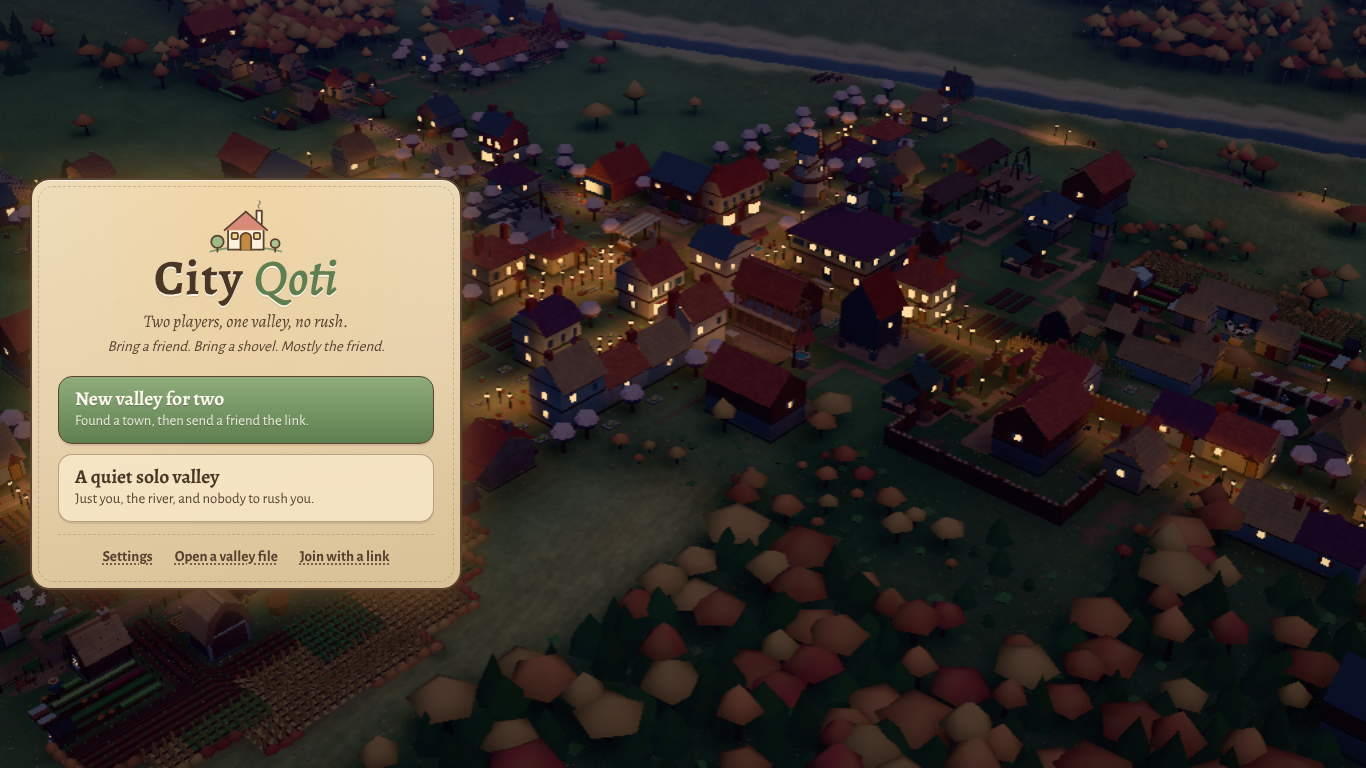 City Qoti
Two players, one valley, no rush.
Bring a friend. Bring a shovel. Mostly the friend.
New valley for two
Found a town, then send a friend the link.
A quiet solo valley
Just you, the river, and nobody to rush you.
Settings Open a valley file Join with a link